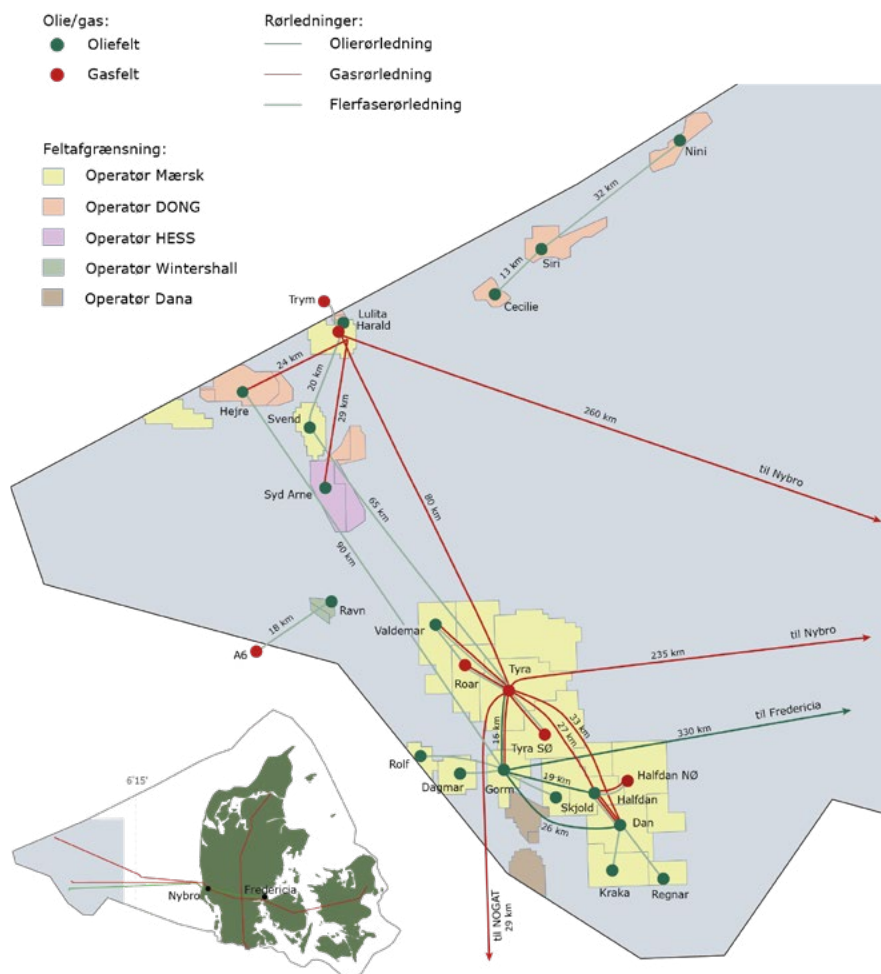 Olie/gas:
Oliefelt
Gasfelt
Rørledninger:
Olierørledning
Gasrørledning
Flerfaserørledning
Feltafgrænsning:
Operatør Mærsk
Operatør DONG
Operatør HESS
Operatør Wintershall
Operatør Dana
Nini
32 km
Siri
13 km
Cecilie
Trym
Lulita
Harald
24 km
20 km
29 km
Hejre
Svend
260 km
til Nybro
Syd Arne
65 km
80 km
90 km
Ravn
18 km
A6
Valdemar
Tyra
Roar
235 km
til Nybro
16 km
33 km
27 km
Tyra SØ
330 km
til Fredericia
Rolf
Dagmar
Gorm
19 km
Skjold
Halfdan NØ
Halfdan
26 km
Dan
Kraka
Regnar
til NOGAT
29 km
6°15'
Nybro
Fredericia